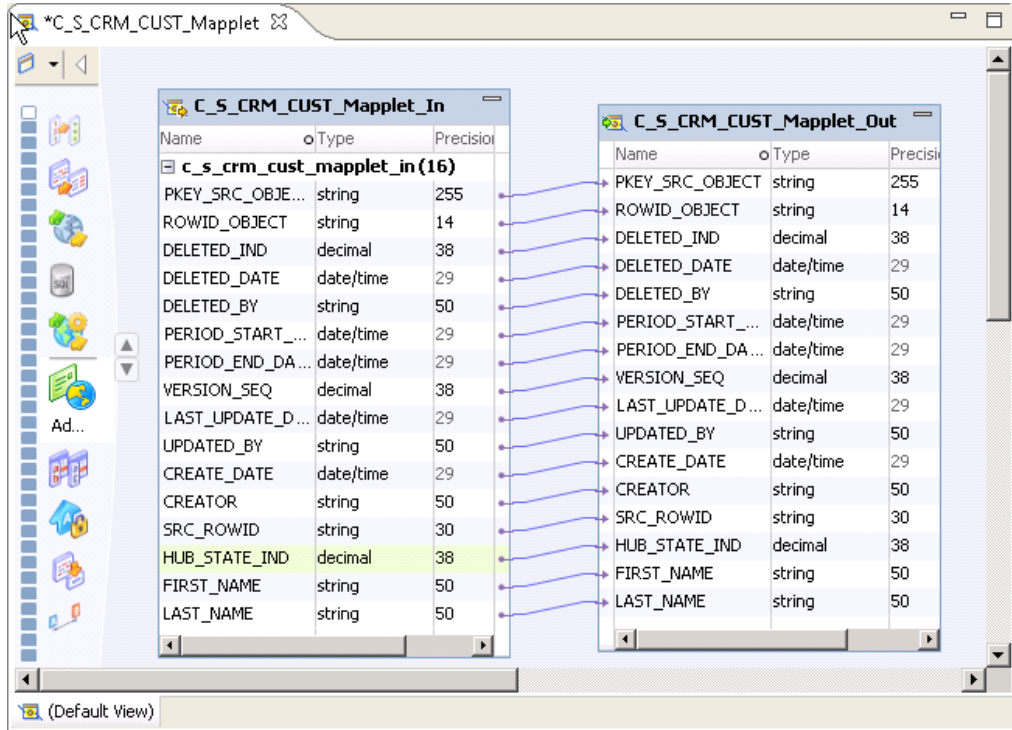 *C_S_CRM_CUST_Mapplet
C_S_CRM_CUST_Mapplet_In
Name Type Precision
c_s_crm_cust_mapplet_in (16)
PKEY_SRC_OBJE... string 255
ROWID_OBJECT string 14
DELETED_IND decimal 38
DELETED_DATE date/time 29
DELETED_BY string 50
PERIOD_START_... date/time 29
PERIOD_END_DA... date/time 29
VERSION_SEQ decimal 38
LAST_UPDATE_D... date/time 29
UPDATED_BY string 50
CREATE_DATE date/time 29
CREATOR string 50
SRC_ROWID string 30
HUB_STATE_IND decimal 38
FIRST_NAME string 50
LAST_NAME string 50
C_S_CRM_CUST_Mapplet_Out
Name Type Precisi
PKEY_SRC_OBJECT string 255
ROWID_OBJECT string 14
DELETED_IND decimal 38
DELETED_DATE date/time 29
DELETED_BY string 50
PERIOD_START_... date/time 29
PERIOD_END_DA... date/time 29
VERSION_SEQ decimal 38
LAST_UPDATE_D... date/time 29
UPDATED_BY string 50
CREATE_DATE date/time 29
CREATOR string 50
SRC_ROWID string 30
HUB_STATE_IND decimal 38
FIRST_NAME string 50
LAST_NAME string 50
SQL
Ad...
(Default View)